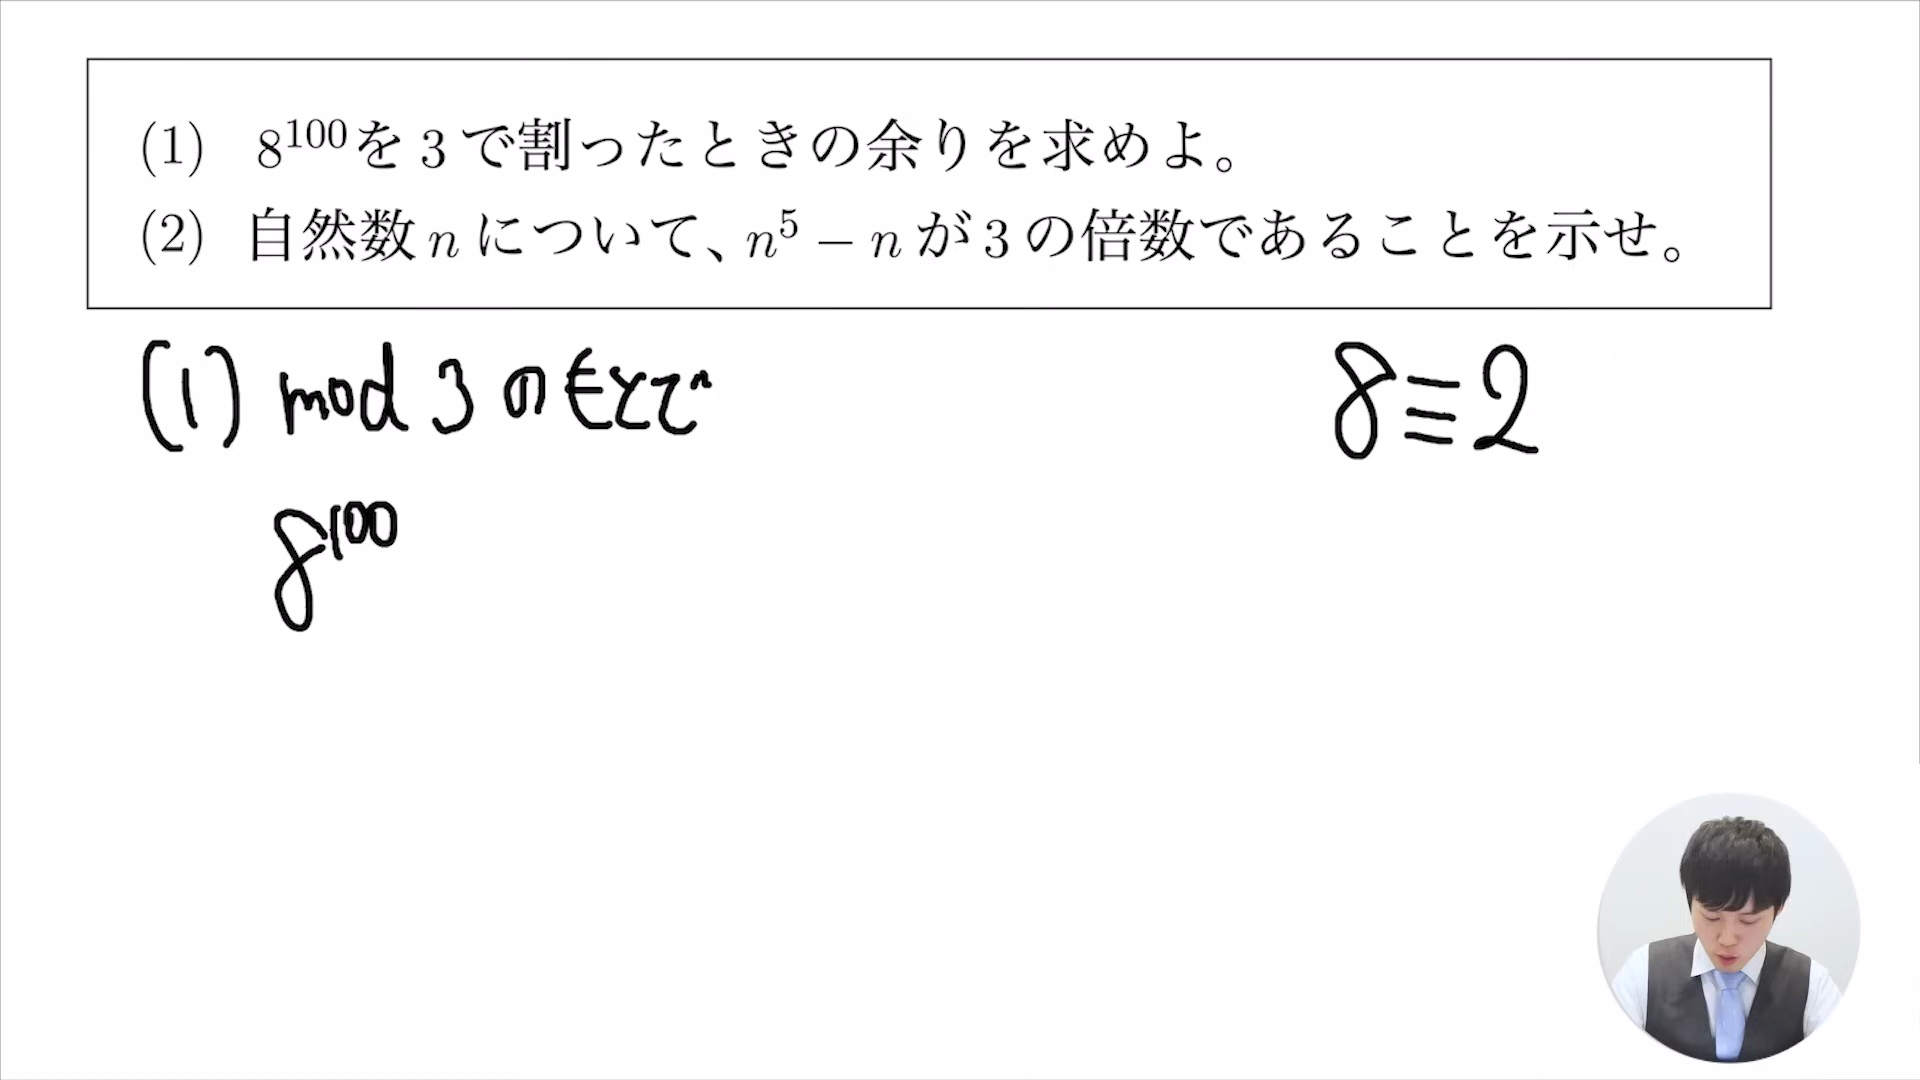 (1) 8^100を3で割ったときの余りを求めよ。
(2) 自然数nについて、n^5 − nが3の倍数であることを示せ。
(1) mod 3 のもとで
8≡2
8^100